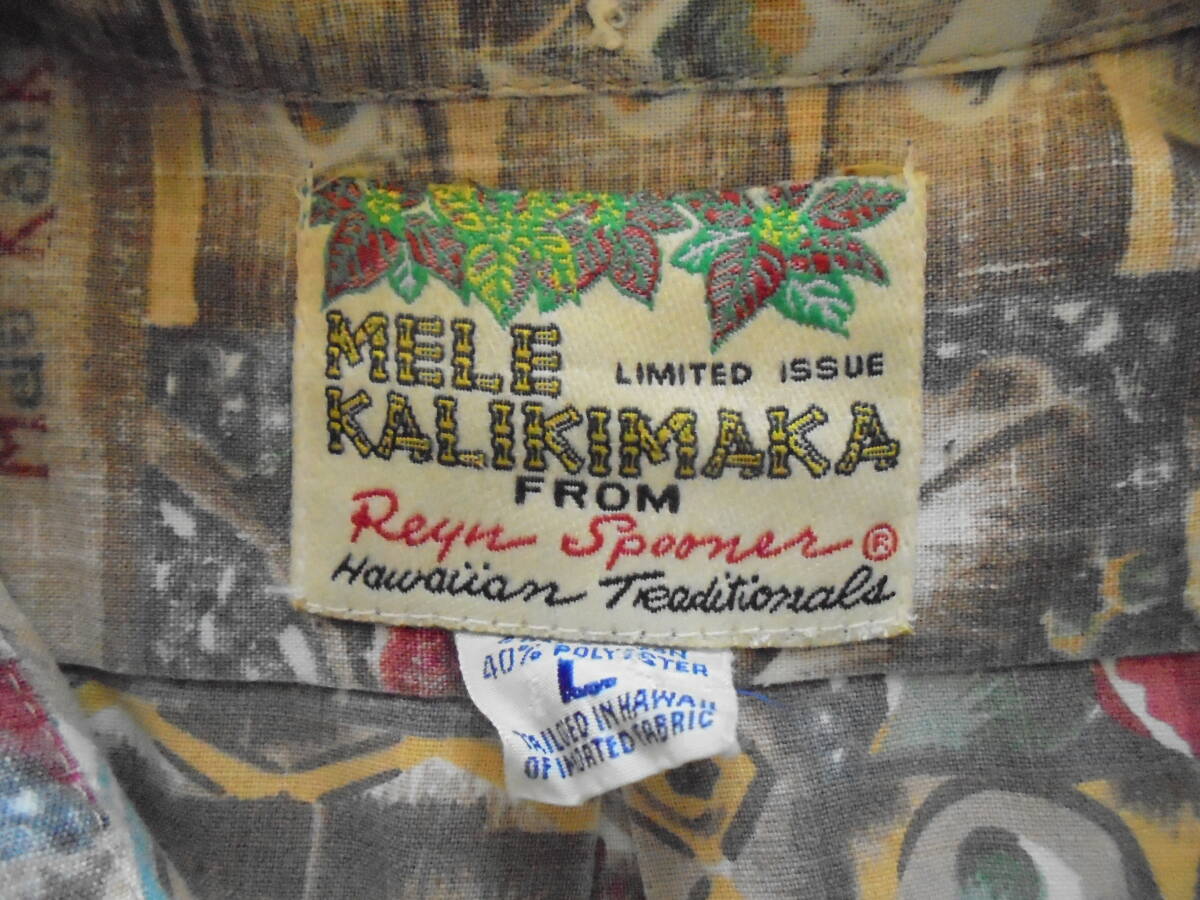 MELE
LIMITED ISSUE
KALIKIMAKA
FROM
Reyn Spooner ®
Hawaiian Traditionals
40% POLYESTER
L
TAILORED IN HAWAII
OF IMPORTED FABRIC